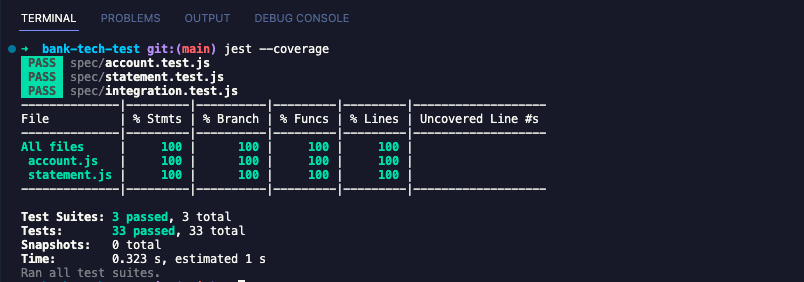 TERMINAL PROBLEMS OUTPUT DEBUG CONSOLE
➜ bank-tech-test git:(main) jest --coverage
PASS spec/account.test.js
PASS spec/statement.test.js
PASS spec/integration.test.js
--------------|---------|----------|---------|---------|-------------------
File | % Stmts | % Branch | % Funcs | % Lines | Uncovered Line #s
--------------|---------|----------|---------|---------|-------------------
All files | 100 | 100 | 100 | 100 |
account.js | 100 | 100 | 100 | 100 |
statement.js | 100 | 100 | 100 | 100 |
--------------|---------|----------|---------|---------|-------------------
Test Suites: 3 passed, 3 total
Tests: 33 passed, 33 total
Snapshots: 0 total
Time: 0.323 s, estimated 1 s
Ran all test suites.